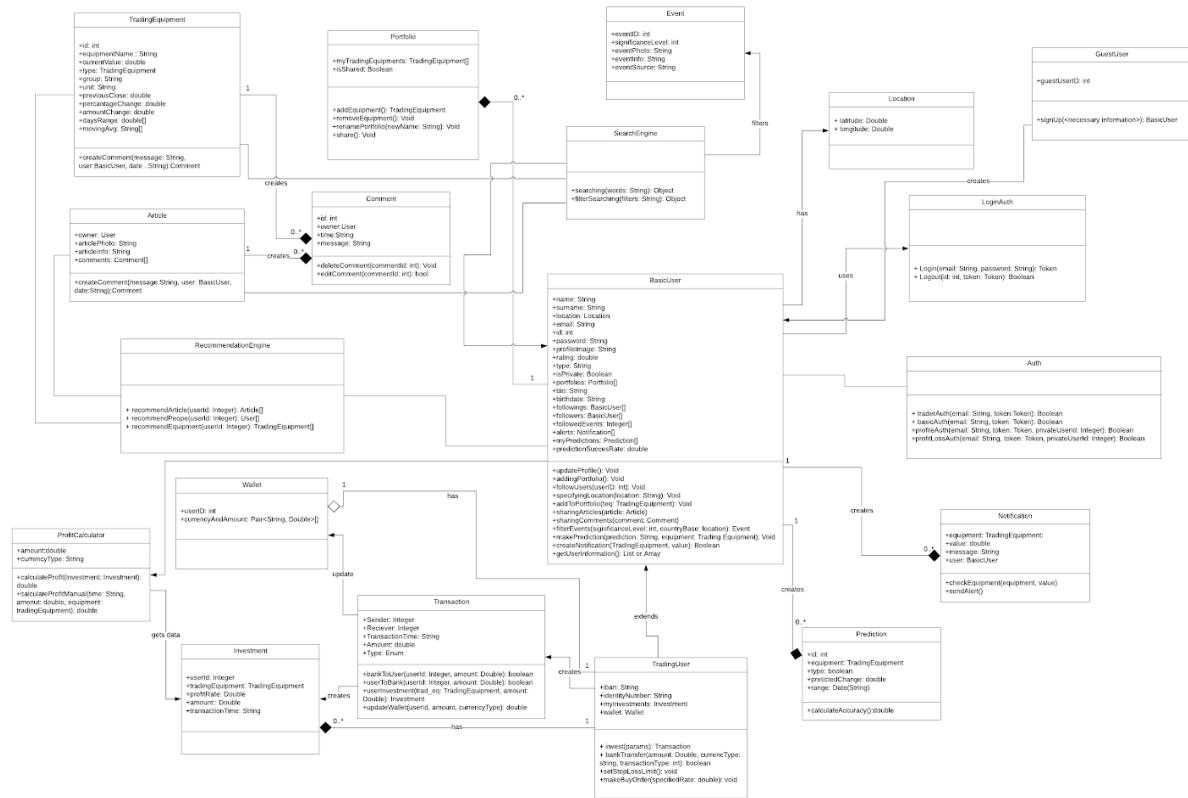 TradingEquipment
+id: int
+equipmentName : String
+currentValue: double
+type: TradingEquipment
+group: String
+unit: String
+previousClose: double
+percantageChange: double
+amountChange: double
+daysRange: double[]
+movingAvg: String[]
+createComment(message: String,
user:BasicUser, date . String):Comment
Portfolio
+myTradingEquipments: TradingEquipment[]
+isShared: Boolean
+addEquipment(): TradingEquipment
+removeEquipment(): Void
+renamePortfolio(newName: String): Void
+share(): Void
Event
+eventID: int
+significanceLevel: int
+eventPhoto: String
+eventInfo: String
+eventSource: String
GuestUser
+guestUserID: int
+signUp(<necessary information>): BasicUser
Location
+ latitude: Double
+ longitude: Double
SearchEngine
+searching(words: String): Object
+filterSearching(filters: String): Object
filters
1
0..*
creates
0..*
Comment
+id: int
+owner:User
+time:String
+message: String
+deleteComment(commentId: int): Void
+editComment(commentId: int): bool
Article
+owner: User
+articlePhoto: String
+articleInfo: String
+comments: Comment[]
+createComment(message:String, user: BasicUser,
date:String):Comment
1
creates
0..*
has
creates
LoginAuth
+ Login(email: String, password: String): Token
+ Logout(id: int, token: Token): Boolean
uses
BasicUser
+name: String
+surname: String
+location: Location
+email: String
+id: int
+password: String
+profileImage: String
+rating: double
+type: String
+isPrivate: Boolean
+portfolios: Portfolio[]
+bio: String
+birthdate: String
+followings: BasicUser[]
+followers: BasicUser[]
+followedEvents: Integer[]
+alerts: Notification[]
+myPredictions: Prediction[]
+predictionSuccesRate: double
+updateProfile(): Void
+addingPortfolio(): Void
+followUsers(userID: int): Void
+specifyingLocation(location: String): Void
+addToPortfolio(teq: TradingEquipment): Void
+sharingArticles(article: Article)
+sharingComments(comment: Comment)
+filterEvents(significanceLevel: int, countryBase: location): Event
+makePrediction(prediction: String, equipment: Trading Equipment): Void
+createNotification(TradingEquipment, value): Boolean
+getUserInformation(): List or Array
1
RecommendationEngine
+ recommendArticle(userId: Integer): Article[]
+ recommendPeope(userId: Integer): User[]
+ recommendEquipment(userId: Integer): TradingEquipment[]
Auth
+ traderAuth(email: String, token:Token): Boolean
+ basicAuth(email: String, token: Token): Boolean
+profileAuth(email: String, token: Token, privateUserId: Integer): Boolean
+profitLossAuth(email: String, token: Token, privateUserId: Integer): Boolean
Wallet
+userID: int
+currencyAndAmount: Pair<String, Double>[]
1
has
1
creates
0..*
Notification
+equipment: TradingEquipment:
+value: double
+message: String
+user: BasicUser
+checkEquipment(equipment, value)
+sendAlert()
ProfitCalculator
+amount:double
+currencyType: String
+calculateProfit(Investment: Investment):
double
+calculateProfitManual(time: String,
amonut: double, equipment:
tradingEquipment): double
gets data
update
Transaction
+Sender: Integer
+Reciever: Integer
+TransactionTime: String
+Amount: double
+Type: Enum
+bankToUser(userId: Integer, amount: Double): boolean
+userToBank(userId: Integer, amount: Double): boolean
+userInvestment(trad_eq: TradingEquipment, amount:
Double): Investment
+updateWallet(userId, amount, currencyType): double
extends
1
creates
0..*
Prediction
+id: int
+equipment: TradingEquipment
+type: boolean
+pretictedChange: double
+range: Date(String)
+calculateAccuracy():double
Investment
+userId: Integer
+tradingEquipment: TradingEquipment
+profitRate: Double
+amount: Double
+transactionTime: String
creates
creates
1
TradingUser
+iban: String
+identityNumber: String
+myInvestments: Investment
+wallet: Wallet
+ invest(params): Transaction
+ bankTransfer(amount: Double, currencType:
string, transactionType: int): boolean
+setStopLossLimit(): void
+makeBuyOrder(specifiedRate: double): void
0..*
has
1